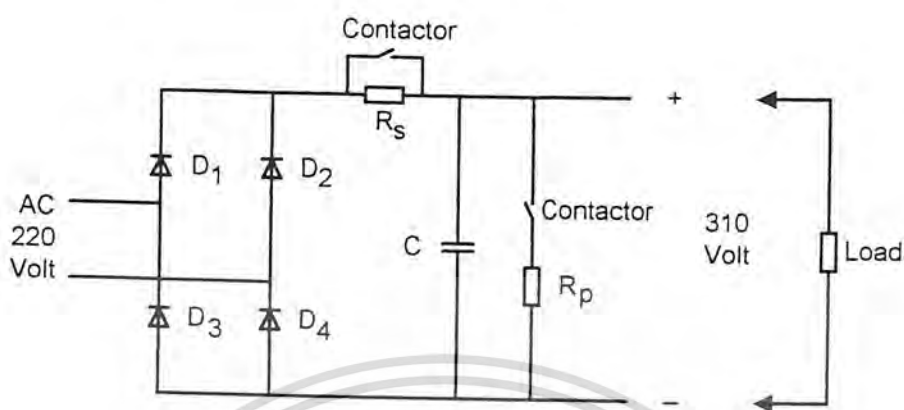 Contactor
Rs
D1
D2
AC
220
Volt
C
Contactor
Rp
D3
D4
+
310
Volt
Load
−